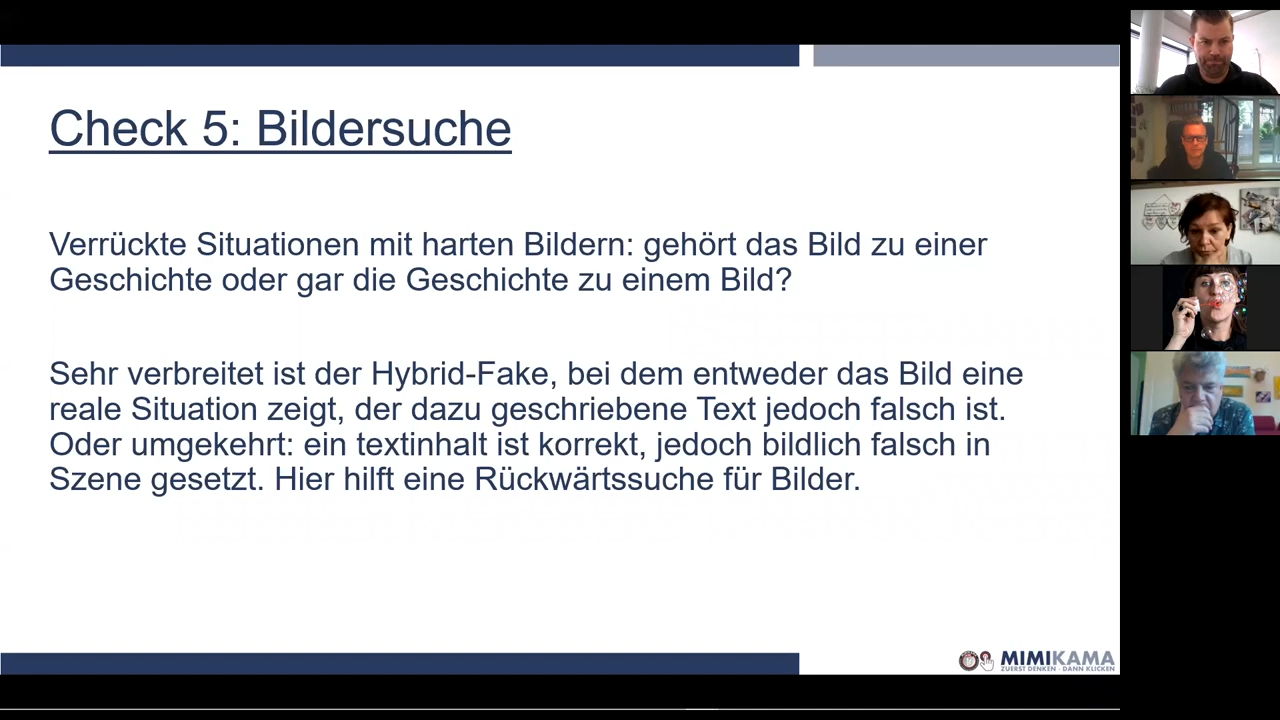 Check 5: Bildersuche
Verrückte Situationen mit harten Bildern: gehört das Bild zu einer
Geschichte oder gar die Geschichte zu einem Bild?
Sehr verbreitet ist der Hybrid-Fake, bei dem entweder das Bild eine
reale Situation zeigt, der dazu geschriebene Text jedoch falsch ist.
Oder umgekehrt: ein textinhalt ist korrekt, jedoch bildlich falsch in
Szene gesetzt. Hier hilft eine Rückwärtssuche für Bilder.
MIMIKAMA
ZUERST DENKEN - DANN KLICKEN